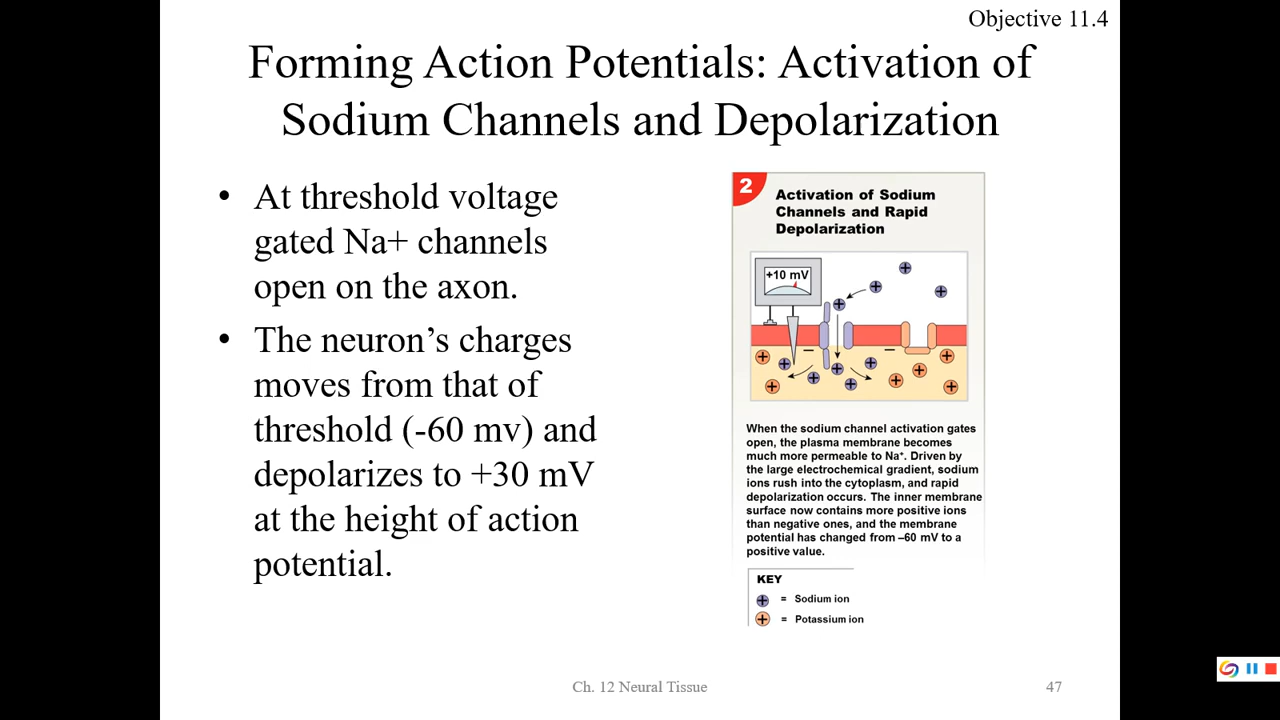 Objective 11.4
Forming Action Potentials: Activation of
Sodium Channels and Depolarization
• At threshold voltage
gated Na+ channels
open on the axon.
• The neuron’s charges
moves from that of
threshold (-60 mv) and
depolarizes to +30 mV
at the height of action
potential.
2
Activation of Sodium
Channels and Rapid
Depolarization
+10 mV
When the sodium channel activation gates
open, the plasma membrane becomes
much more permeable to Na⁺. Driven by
the large electrochemical gradient, sodium
ions rush into the cytoplasm, and rapid
depolarization occurs. The inner membrane
surface now contains more positive ions
than negative ones, and the membrane
potential has changed from –60 mV to a
positive value.
KEY
+ = Sodium ion
+ = Potassium ion
Ch. 12 Neural Tissue
47